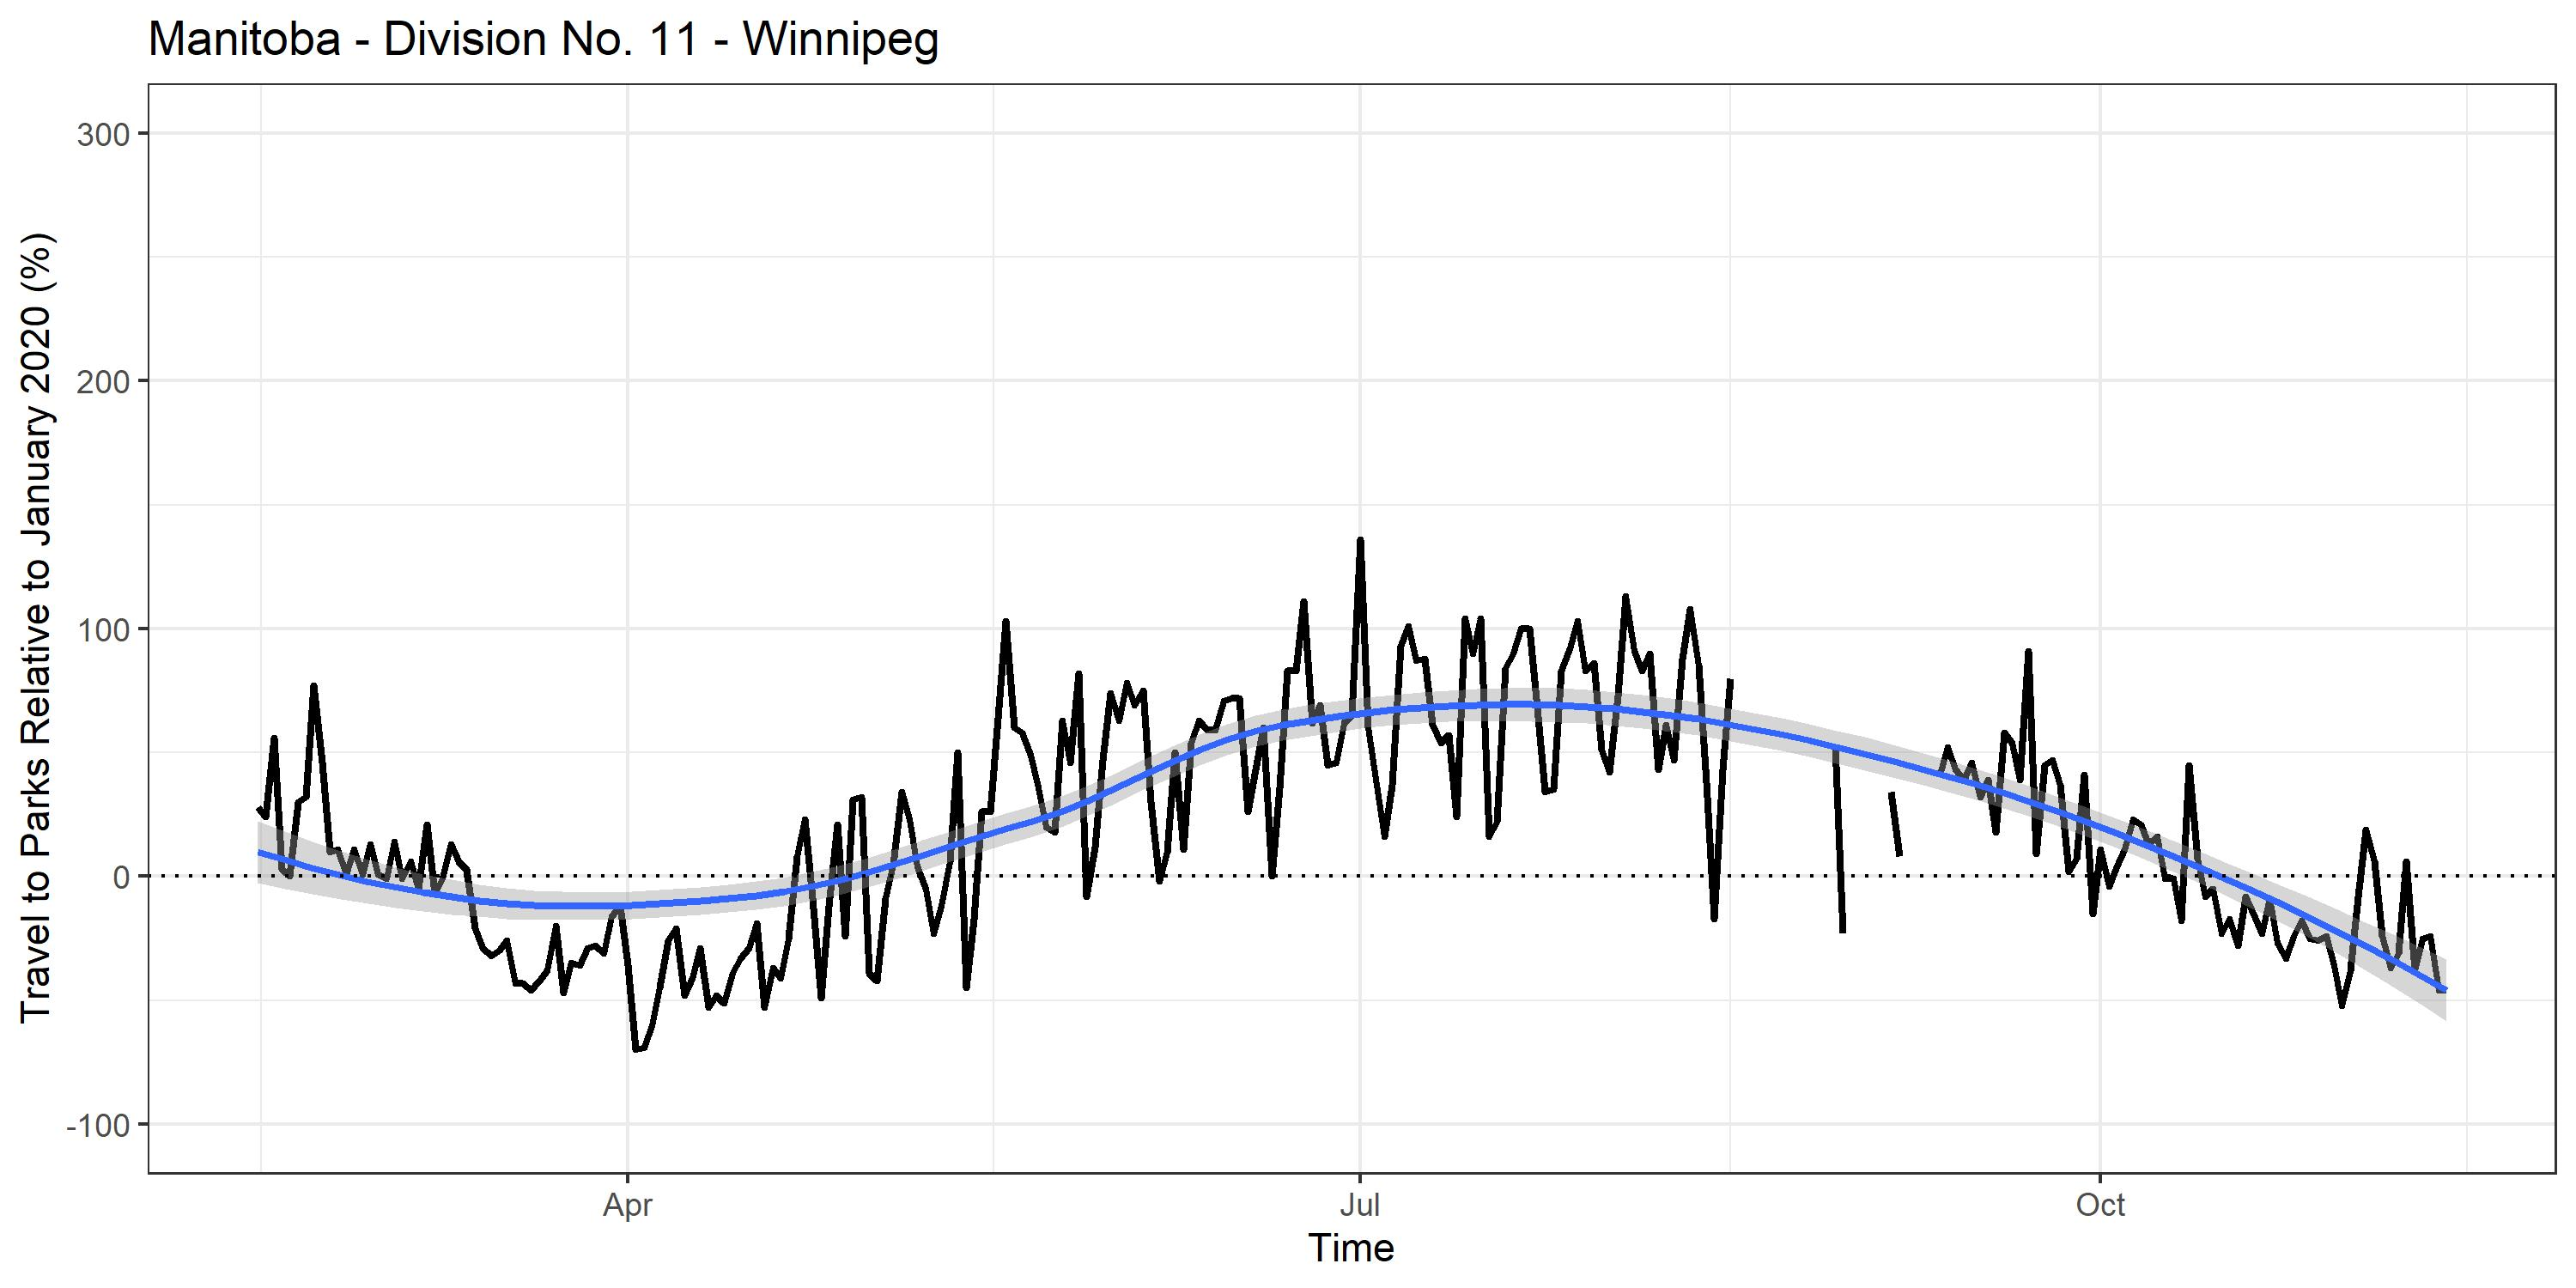 Manitoba - Division No. 11 - Winnipeg
Travel to Parks Relative to January 2020 (%)
300
200
100
0
-100
Apr
Jul
Oct
Time